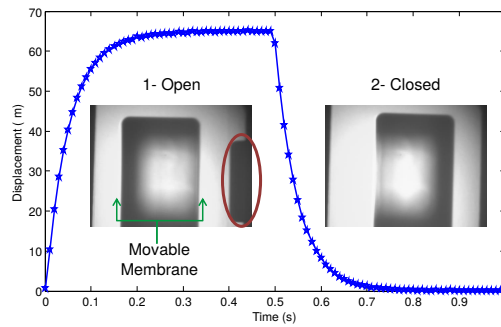 70
60
50
40
30
20
10
0
Displacement ( m)
1- Open
2- Closed
Movable
Membrane
0 0.1 0.2 0.3 0.4 0.5 0.6 0.7 0.8 0.9
Time (s)